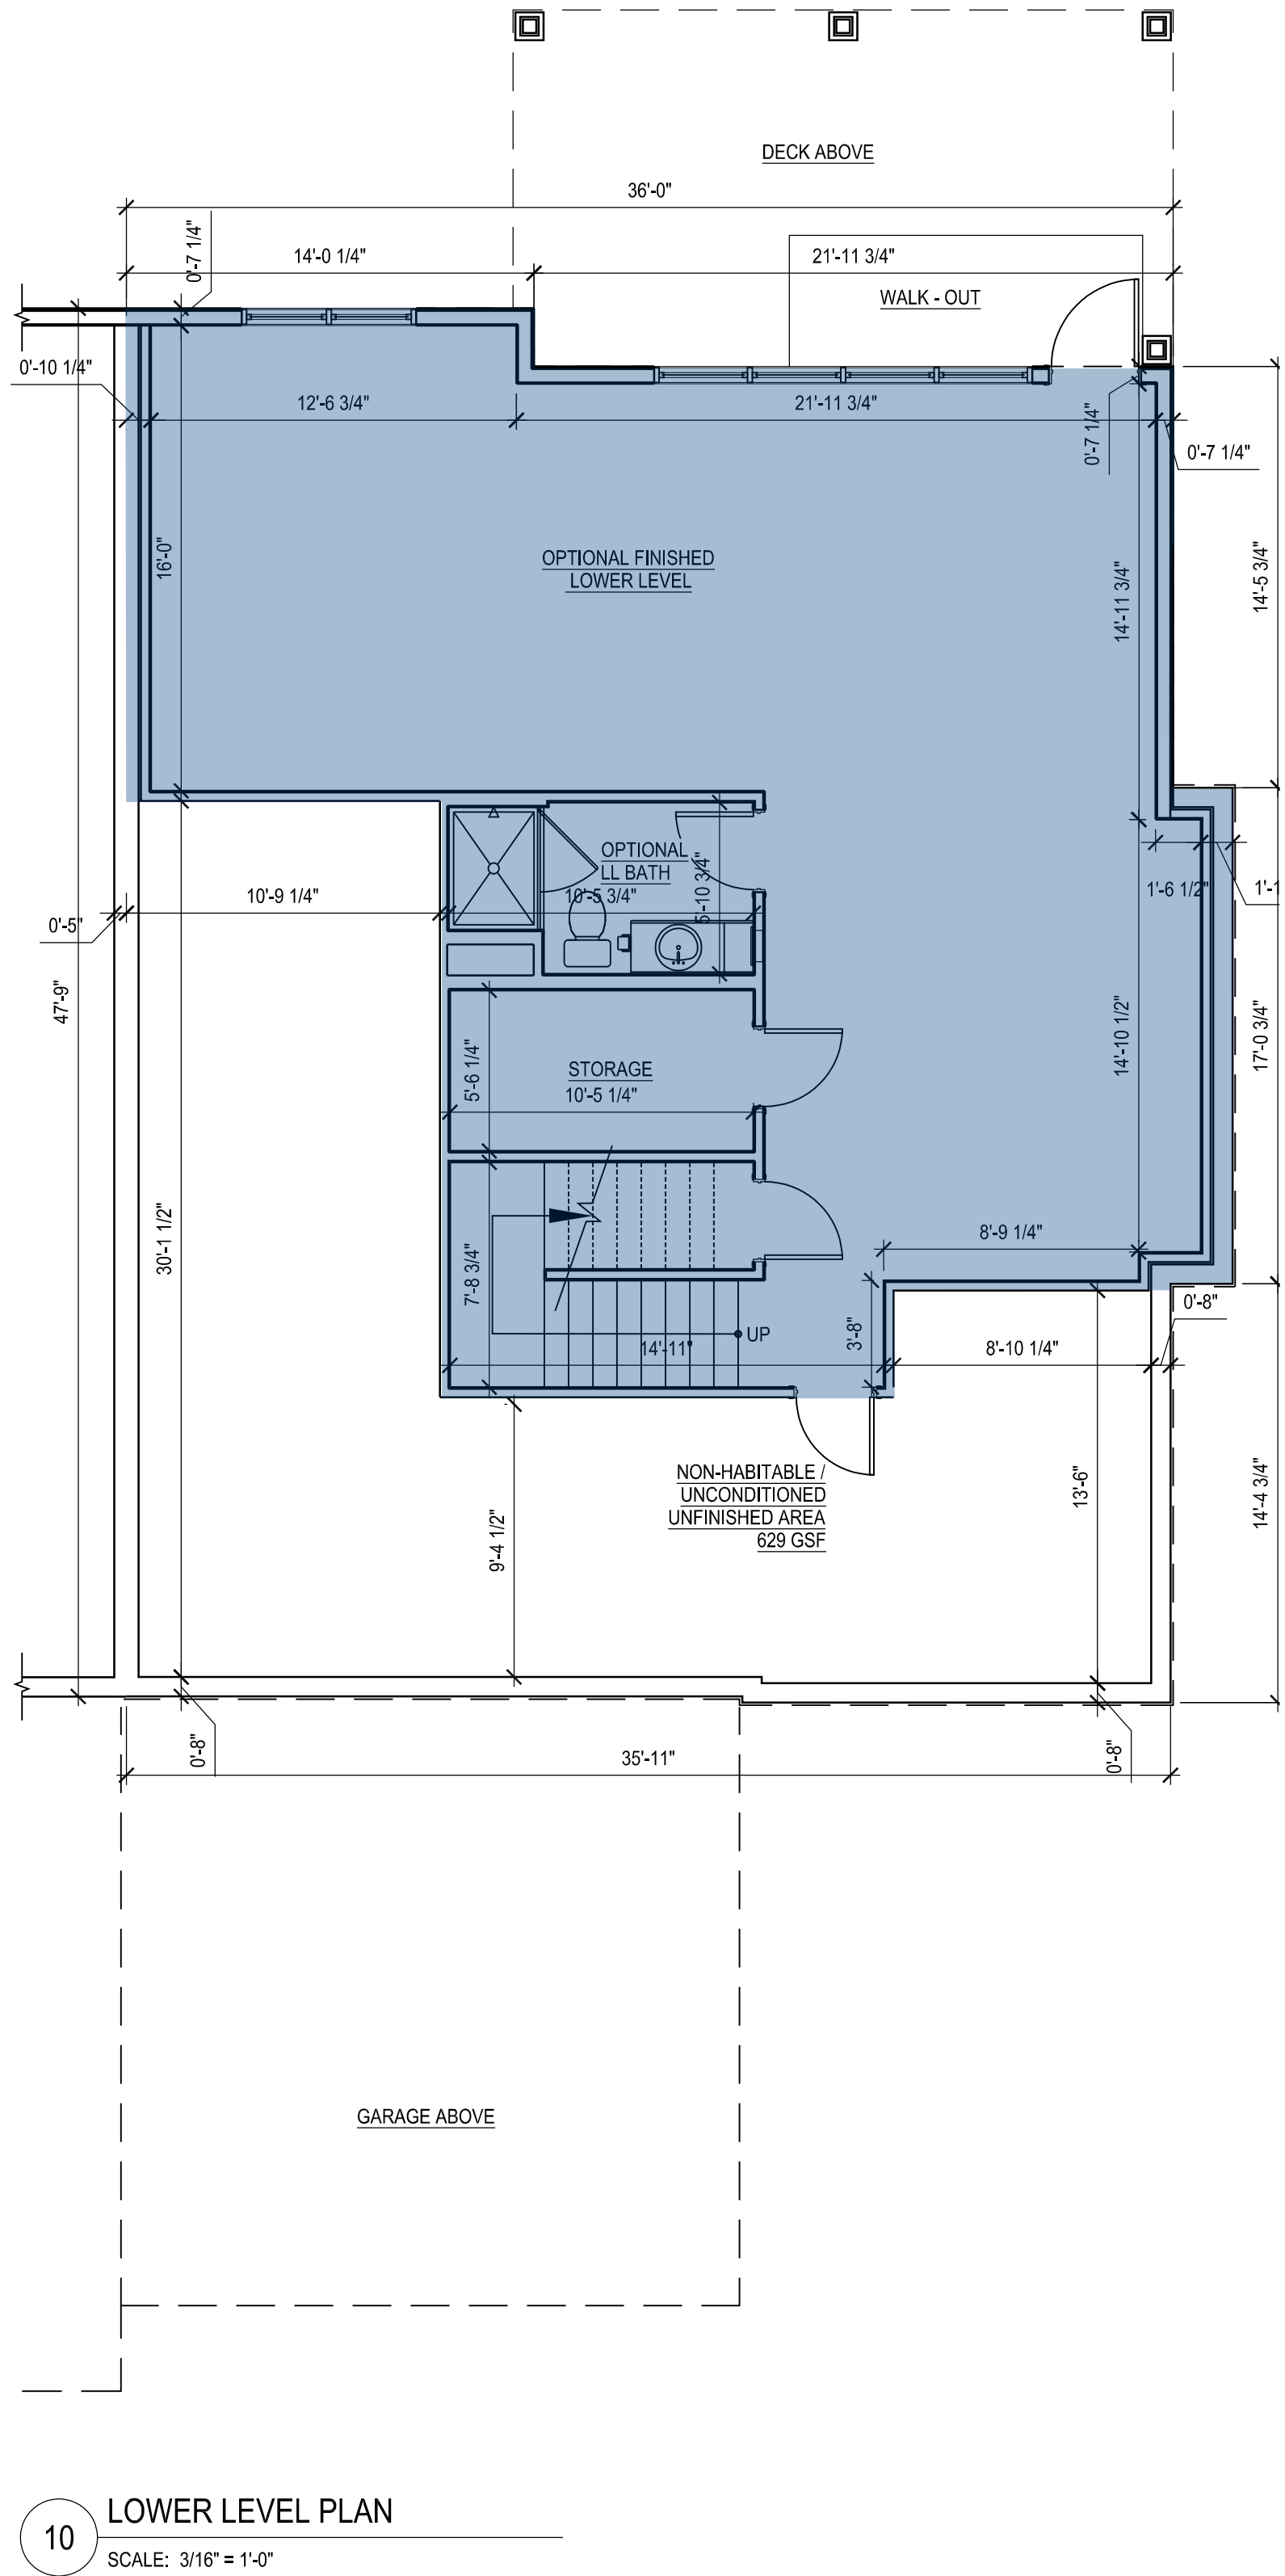 DECK ABOVE
36'-0"
0'-7 1/4"
14'-0 1/4"
21'-11 3/4"
WALK - OUT
0'-10 1/4"
12'-6 3/4"
21'-11 3/4"
0'-7 1/4"
0'-7 1/4"
16'-0"
OPTIONAL FINISHED
LOWER LEVEL
14'-11 3/4"
14'-5 3/4"
OPTIONAL
LL BATH
10'-5 3/4"
5'-10 3/4"
10'-9 1/4"
0'-5"
1'-6 1/2"
1'-1
47'-9"
5'-6 1/4"
STORAGE
10'-5 1/4"
14'-10 1/2"
17'-0 3/4"
30'-1 1/2"
7'-8 3/4"
8'-9 1/4"
0'-8"
UP
14'-11"
3'-8"
8'-10 1/4"
NON-HABITABLE /
UNCONDITIONED
UNFINISHED AREA
629 GSF
9'-4 1/2"
13'-6"
14'-4 3/4"
0'-8"
35'-11"
0'-8"
GARAGE ABOVE
10
LOWER LEVEL PLAN
SCALE: 3/16" = 1'-0"